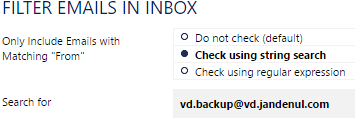 FILTER EMAILS IN INBOX
Only Include Emails with
Matching "From"
Do not check (default)
Check using string search
Check using regular expression
Search for
vd.backup@vd.jandenul.com